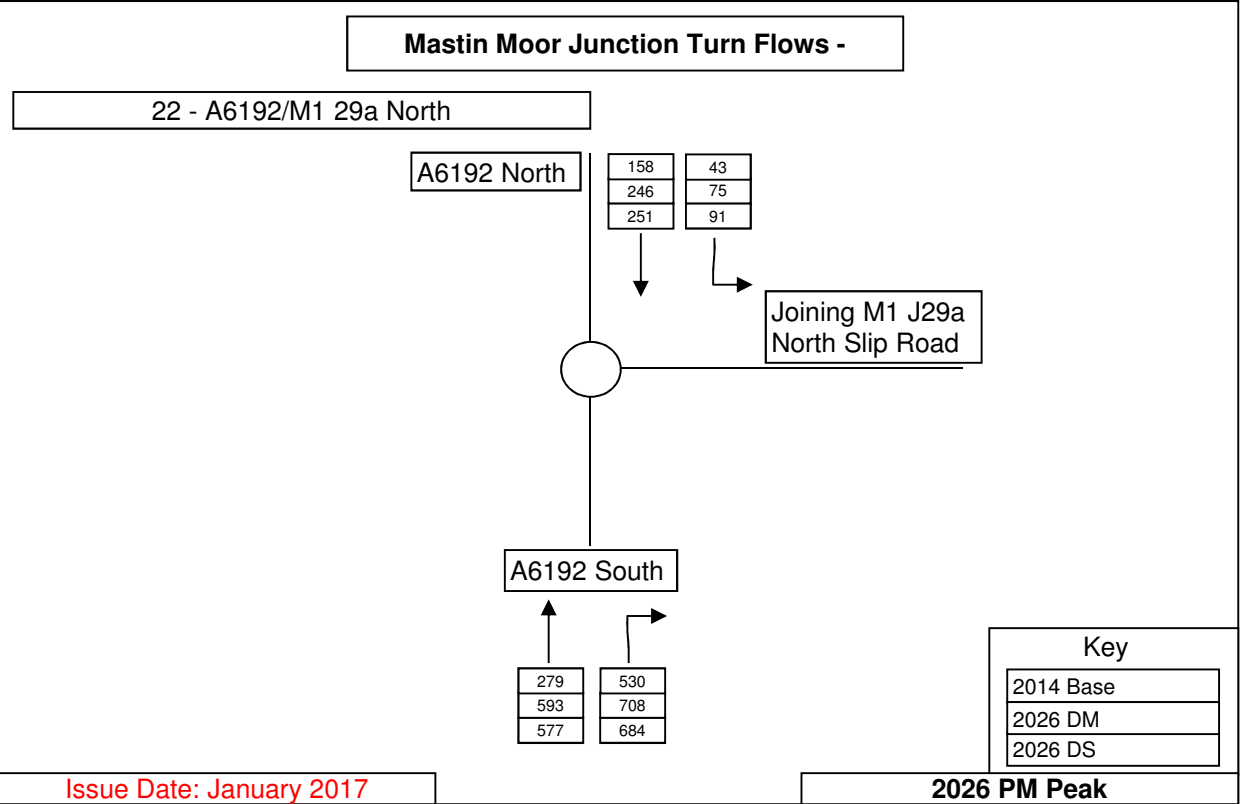 Mastin Moor Junction Turn Flows -
22 - A6192/M1 29a North
A6192 North
158
246
251
43
75
91
Joining M1 J29a
North Slip Road
A6192 South
279
593
577
530
708
684
Key
2014 Base
2026 DM
2026 DS
Issue Date: January 2017
2026 PM Peak